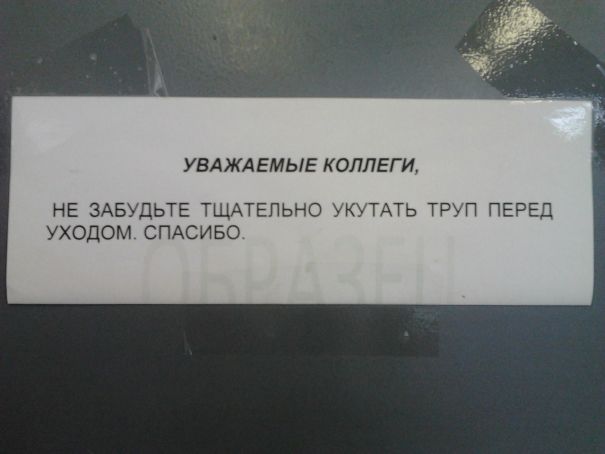 УВАЖАЕМЫЕ КОЛЛЕГИ,
НЕ ЗАБУДЬТЕ ТЩАТЕЛЬНО УКУТАТЬ ТРУП ПЕРЕД
УХОДОМ. СПАСИБО.
ОБРАЗЕЦ